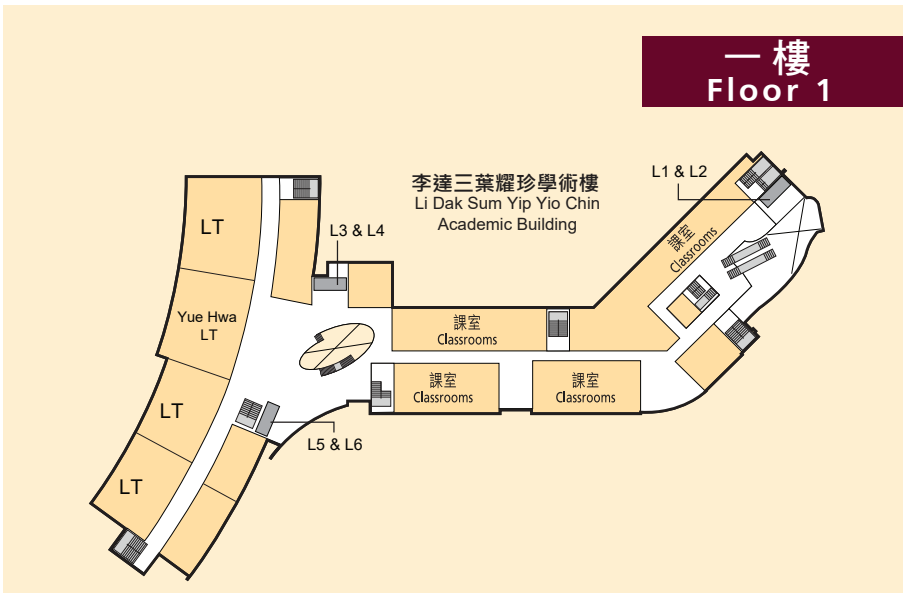 一樓
Floor 1
李達三葉耀珍學術樓
Li Dak Sum Yip Yio Chin
Academic Building
L1 & L2
LT
L3 & L4
課室
Classrooms
Yue Hwa
LT
課室
Classrooms
LT
課室
Classrooms
課室
Classrooms
L5 & L6
LT